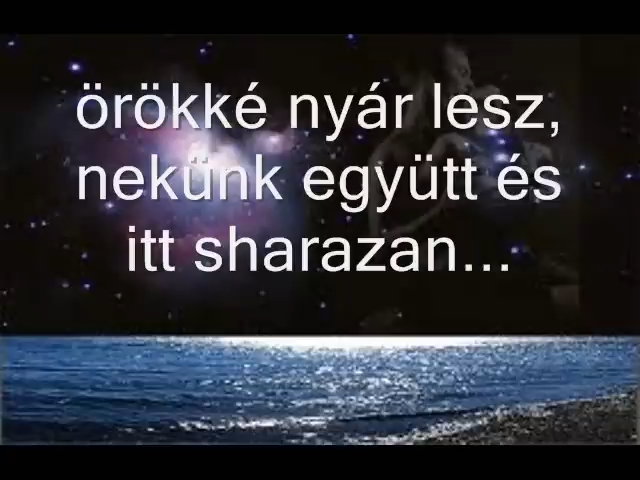 örökké nyár lesz,
nekünk együtt és
itt sharazan...